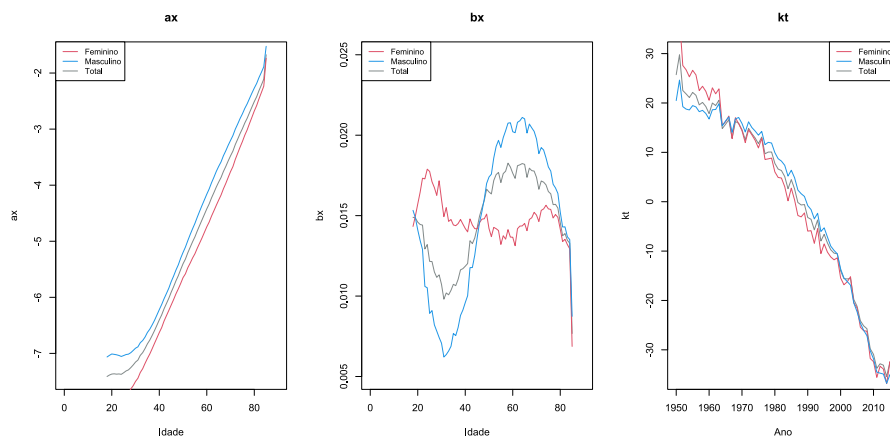 ax
Feminino
Masculino
Total
-2
-3
-4
-5
-6
-7
ax
0 20 40 60 80
Idade
bx
Feminino
Masculino
Total
0.025
0.020
0.015
0.010
0.005
bx
0 20 40 60 80
Idade
kt
Feminino
Masculino
Total
30
20
10
0
-10
-20
-30
kt
1950 1960 1970 1980 1990 2000 2010
Ano